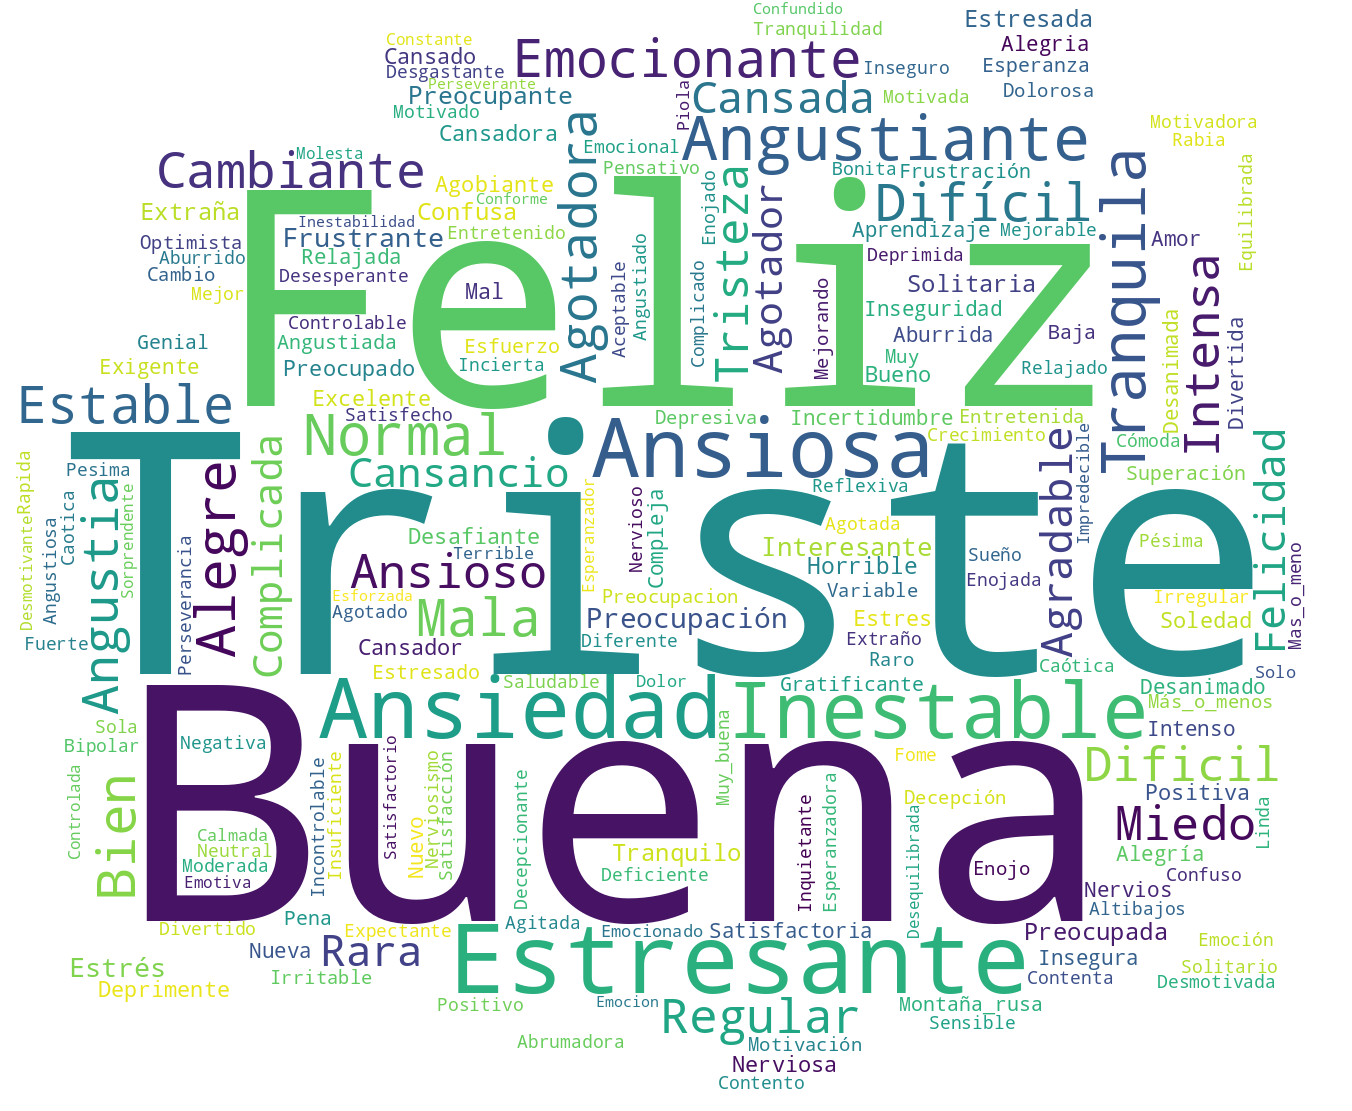 Confundido
Tranquilidad
Estresada
Alegria
Esperanza
Dolorosa
Constante
Cansado
Desgastante
Perseverante
Preocupante
Motivado
Cansadora
Emocionante
Inseguro
Piola
Cansada
Motivada
Angustiante
Motivadora
Rabia
Equilibrada
Molesta
Cambiante
Agotadora
Emocional
Pensativo
Enojado
Tristeza
Agotador
Bonita
Frustración
Difícil
Tranquila
Extraña
Agobiante
Conforme
Confusa
Inestabilidad
Entretenido
Optimista
Aburrido
Cambio
Mejor
Frustrante
Relajada
Desesperante
Feliz
Mal
Aprendizaje
Mejorable
Amor
Deprimida
Solitaria
Inseguridad
Aburrida
Baja
Intensa
Aceptable
Angustiado
Complicado
Mejorando
Muy
Bueno
Relajado
Desanimada
Divertida
Genial
Exigente
Controlable
Angustiada
Preocupado
Esfuerzo
Incierta
Estable
Excelente
Satisfecho
Depresiva
Incertidumbre
Entretenida
Crecimiento
Normal
Ansiosa
Cansancio
Cómoda
Superación
Impredecible
Agradable
Felicidad
Rapida
Desmotivante
Pesima
Angustiosa
Caotica
Angustia
Sorprendente
Perseverancia
Alegre
Complicada
Triste
Desafiante
Terrible
Ansioso
Esforzada
Agotado
Mala
Cansador
Estresado
Esperanzador
Nervioso
Compleja
Reflexiva
Agotada
Interesante
Horrible
Variable
Sueño
Enojada
Pésima
Irregular
Soledad
Mas_o_meno
Solo
Preocupacion
Preocupación
Diferente
Estres
Extraño
Raro
Caótica
Fuerte
Saludable
Dolor
Gratificante
Desanimado
Más_o_menos
Ansiedad
Inestable
Intenso
Sola
Bipolar
Negativa
Buena
Muy_buena
Fome
Dificil
Controlada
Bien
Calmada
Neutral
Moderada
Emotiva
Incontrolable
Insuficiente
Satisfactorio
Nuevo
Nerviosismo
Satisfacción
Decepcionante
Tranquilo
Deficiente
Inquietante
Esperanzadora
Decepción
Desequilibrada
Enojo
Positiva
Miedo
Linda
Alegría
Confuso
Nervios
Altibajos
Divertido
Pena
Expectante
Agitada
Emocionado
Satisfactoria
Preocupada
Emoción
Nueva
Rara
Estresante
Insegura
Solitario
Estrés
Deprimente
Irritable
Contenta
Desmotivada
Positivo
Emocion
Regular
Montaña_rusa
Sensible
Abrumadora
Motivación
Nerviosa
Contento